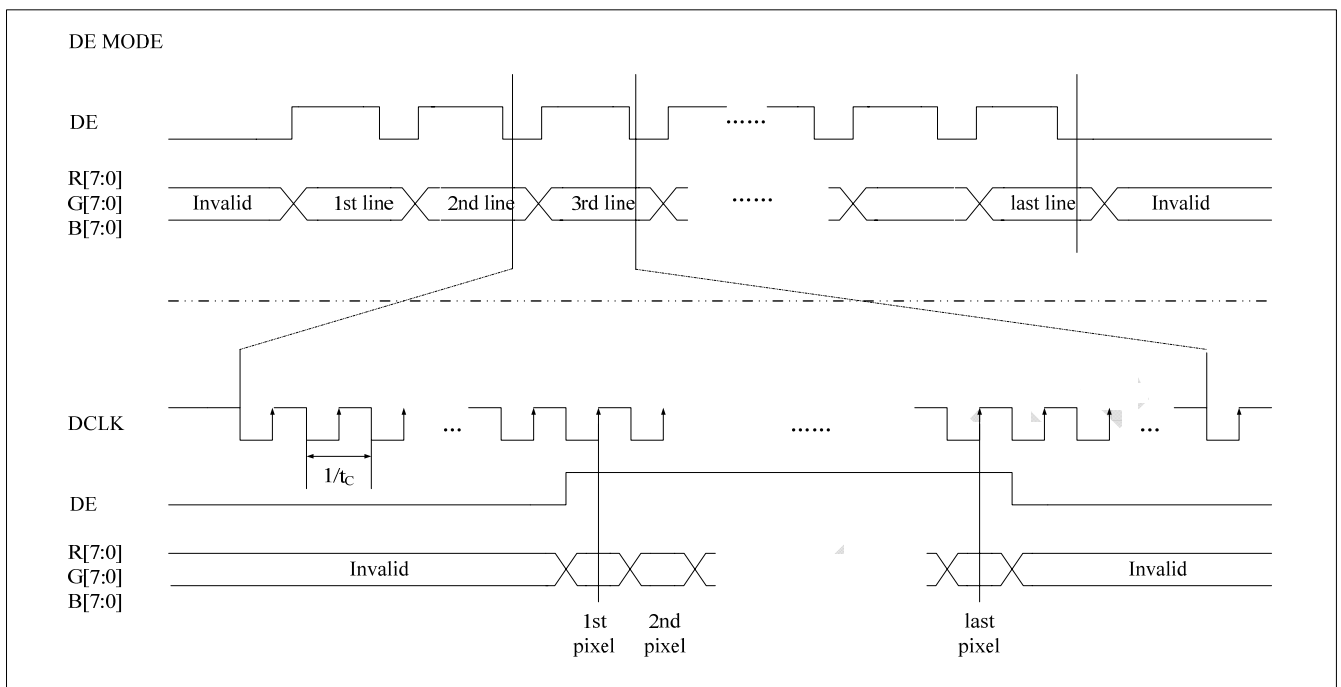 DE MODE
DE
......
R[7:0]
G[7:0]
B[7:0]
Invalid
1st line
2nd line
3rd line
......
last line
Invalid
DCLK
...
......
...
1/tC
DE
R[7:0]
G[7:0]
B[7:0]
Invalid
Invalid
1st
pixel
2nd
pixel
last
pixel